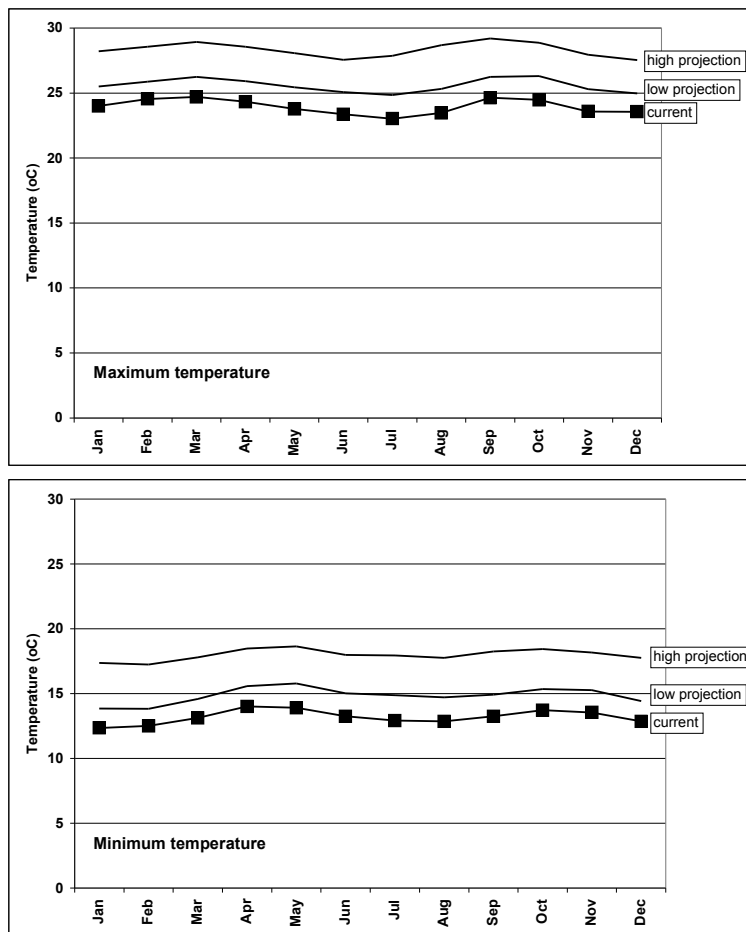 30
25
20
15
10
5
0
Temperature (oC)
high projection
low projection
current
Maximum temperature
Jan
Feb
Mar
Apr
May
Jun
Jul
Aug
Sep
Oct
Nov
Dec
30
25
20
15
10
5
0
Temperature (oC)
high projection
low projection
current
Minimum temperature
Jan
Feb
Mar
Apr
May
Jun
Jul
Aug
Sep
Oct
Nov
Dec